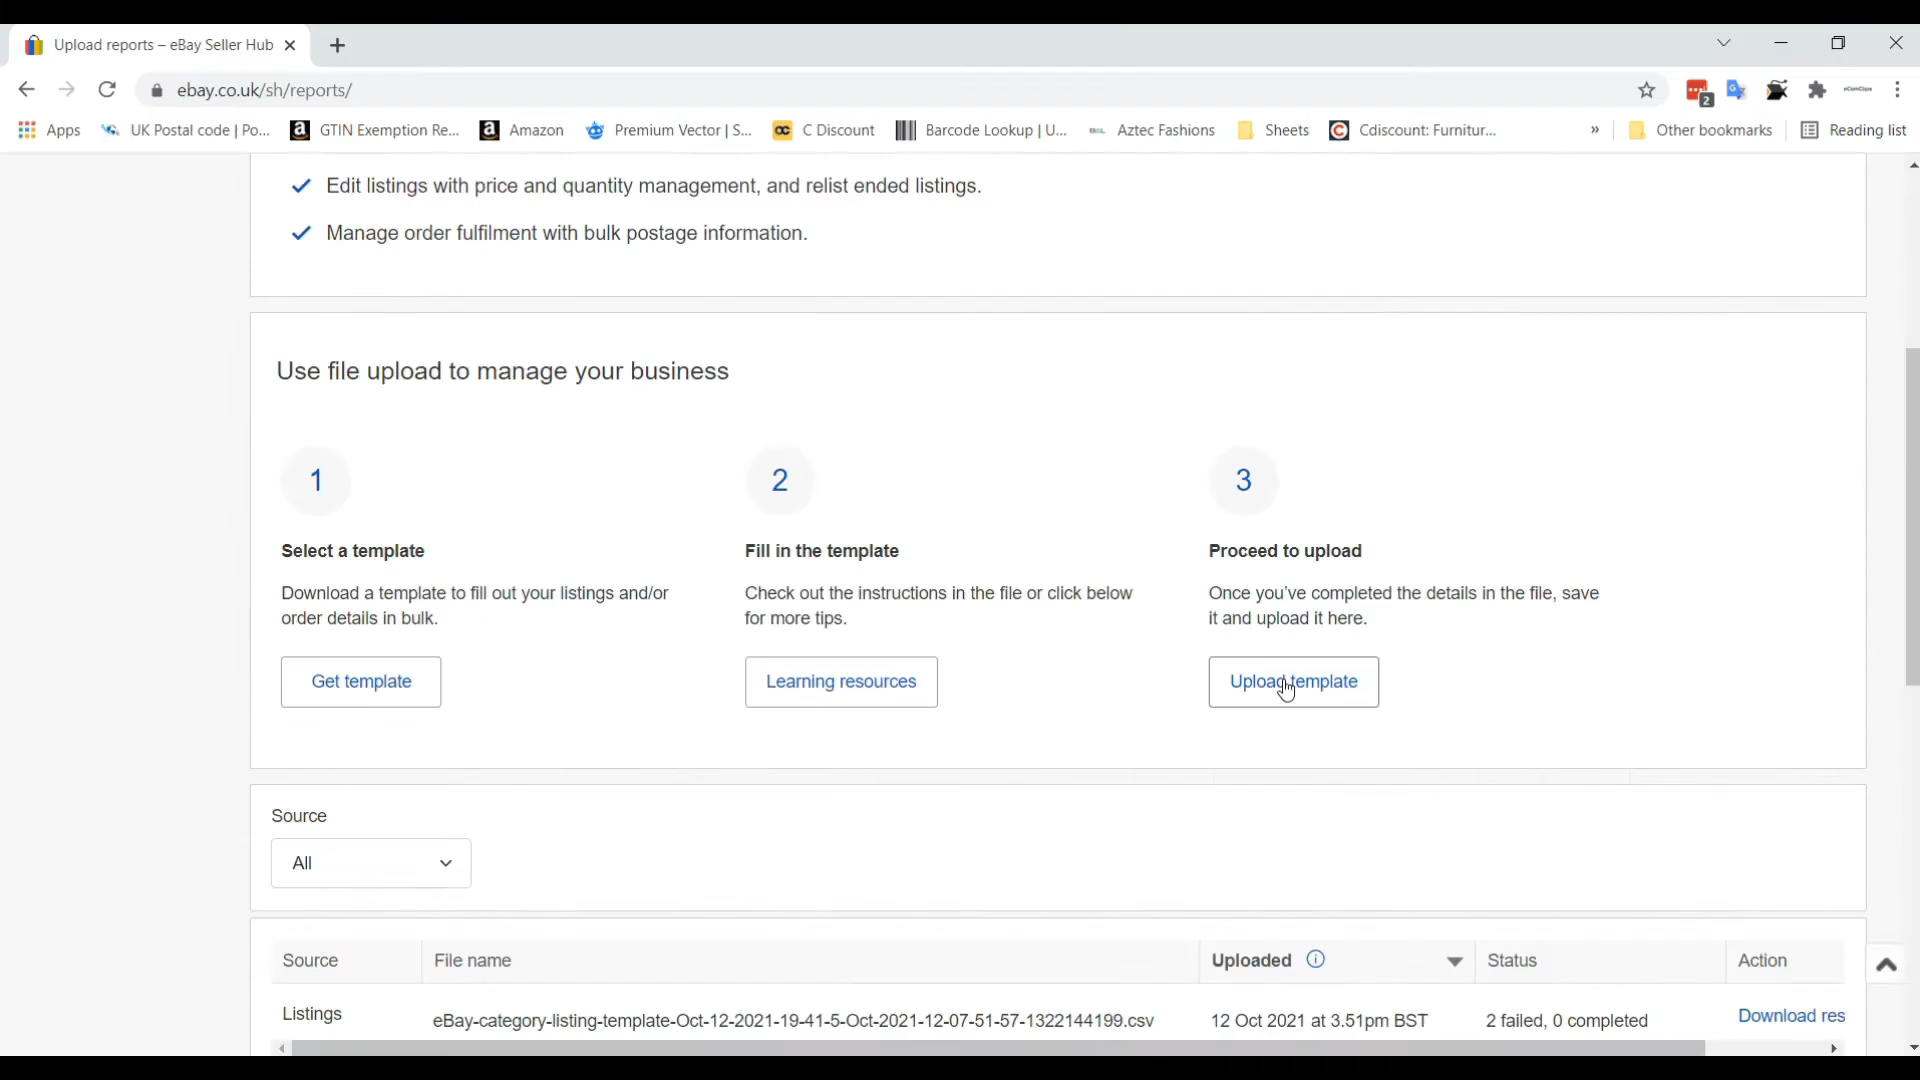 Upload reports – eBay Seller Hub
ebay.co.uk/sh/reports/
2
Apps UK Postal code | Po... GTIN Exemption Re... Amazon Premium Vector | S... C Discount Barcode Lookup | U... Aztec Fashions Sheets Cdiscount: Furnitur... » Other bookmarks Reading list
Edit listings with price and quantity management, and relist ended listings.
Manage order fulfilment with bulk postage information.
Use file upload to manage your business
1 2 3
Select a template Fill in the template Proceed to upload
Download a template to fill out your listings and/or Check out the instructions in the file or click below Once you've completed the details in the file, save
order details in bulk. for more tips. it and upload it here.
Get template Learning resources Upload template
Source
All
Source File name Uploaded Status Action
Listings eBay-category-listing-template-Oct-12-2021-19-41-5-Oct-2021-12-07-51-57-1322144199.csv 12 Oct 2021 at 3.51pm BST 2 failed, 0 completed Download res